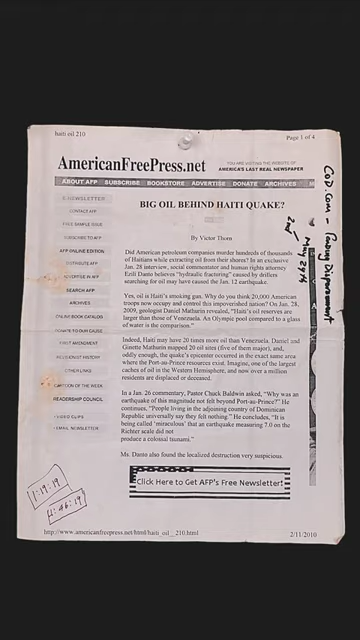 haiti oil 210
Page 1 of 4
AmericanFreePress.net
YOU ARE VISITING THE WEBSITE OF
AMERICA'S LAST REAL NEWSPAPER
ABOUT AFP SUBSCRIBE BOOKSTORE ADVERTISE DONATE ARCHIVES
E-NEWSLETTER
CONTACT AFP
FREE SAMPLE ISSUE
SUBSCRIBE TO AFP
AFP ONLINE EDITION
DISTRIBUTE AFP
ADVERTISE IN AFP
SEARCH AFP
ARCHIVES
ONLINE BOOK CATALOG
DONATE TO OUR CAUSE
FIRST AMENDMENT
REVISIONIST HISTORY
OTHER LINKS
CARTOON OF THE WEEK
READERSHIP COUNCIL
VIDEO CLIPS
EMAIL NEWSLETTER
BIG OIL BEHIND HAITI QUAKE?
By Victor Thorn
Did American petroleum companies murder hundreds of thousands
of Haitians while extracting oil from their shores? In an exclusive
Jan. 28 interview, social commentator and human rights attorney
Ezili Danto believes "hydraulic fracturing" caused by drillers
searching for oil may have caused the Jan. 12 earthquake.
Yes, oil is Haiti's smoking gun. Why do you think 20,000 American
troops now occupy and control this impoverished nation? On Jan. 28,
2009, geologist Daniel Mathurin revealed, "Haiti's oil reserves are
larger than those of Venezuela. An Olympic pool compared to a glass
of water is the comparison."
Indeed, Haiti may have 20 times more oil than Venezuela. Daniel and
Ginette Mathurin mapped 20 oil sites (five of them major), and,
oddly enough, the quake's epicenter occurred in the exact same area
where the Port-au-Prince resources exist. Imagine, one of the largest
caches of oil in the Western Hemisphere, and now over a million
residents are displaced or deceased.
In a Jan. 26 commentary, Pastor Chuck Baldwin asked, "Why was an
earthquake of this magnitude not felt beyond Port-au-Prince?" He
continues, "People living in the adjoining country of Dominican
Republic universally say they felt nothing." He concludes, "It is
being called 'miraculous' that an earthquake measuring 7.0 on the
Richter scale did not
produce a colonial tsunami."
Ms. Danto also found the localized destruction very suspicious.
Click Here to Get AFP's Free Newsletter!
COD.com -
2nd
May 29th
1:19:19
11:46:19
http://www.americanfreepress.net/html/haiti_oil__210.html
2/11/2010